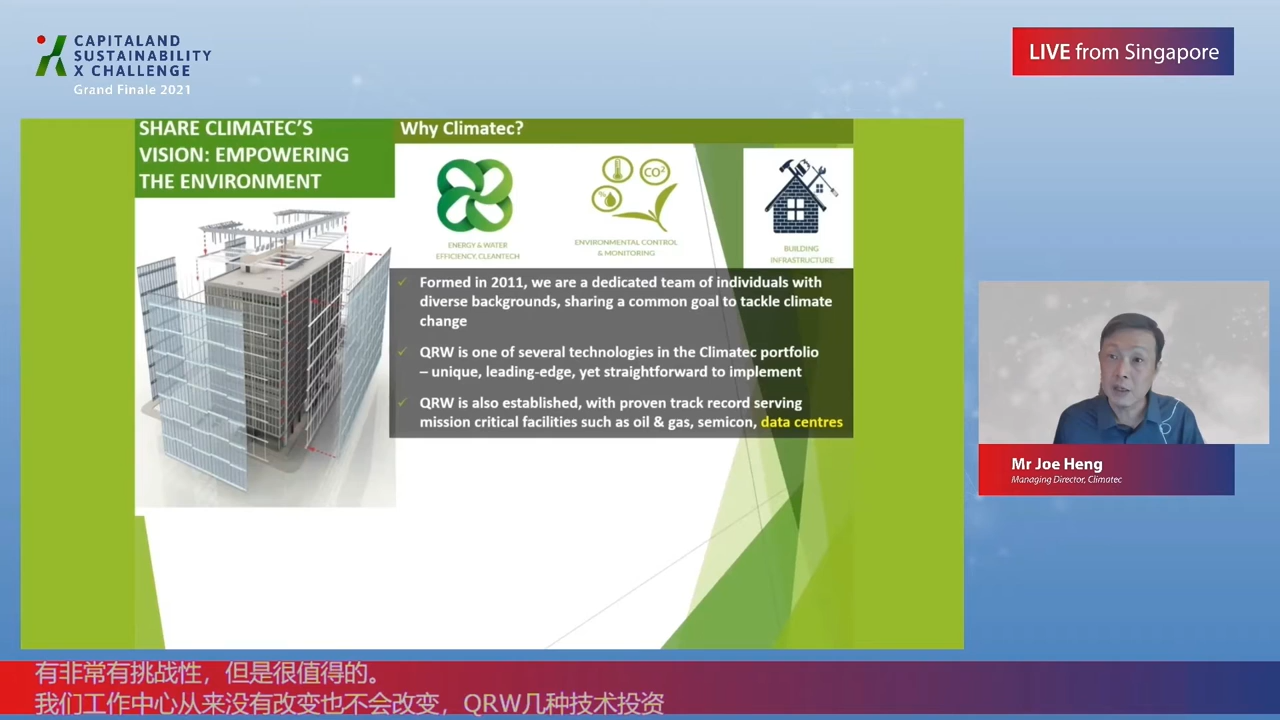 CAPITALAND
SUSTAINABILITY
X CHALLENGE
Grand Finale 2021
LIVE from Singapore
SHARE CLIMATEC'S
VISION: EMPOWERING
THE ENVIRONMENT
Why Climatec?
CO²
%
ENERGY & WATER
EFFICIENCY, CLEANTECH
ENVIRONMENTAL CONTROL
& MONITORING
BUILDING
INFRASTRUCTURE
✓ Formed in 2011, we are a dedicated team of individuals with
diverse backgrounds, sharing a common goal to tackle climate
change
✓ QRW is one of several technologies in the Climatec portfolio
– unique, leading-edge, yet straightforward to implement
✓ QRW is also established, with proven track record serving
mission critical facilities such as oil & gas, semicon, data centres
Mr Joe Heng
Managing Director, Climatec
有非常有挑战性，但是很值得的。
我们工作中心从来没有改变也不会改变，QRW几种技术投资